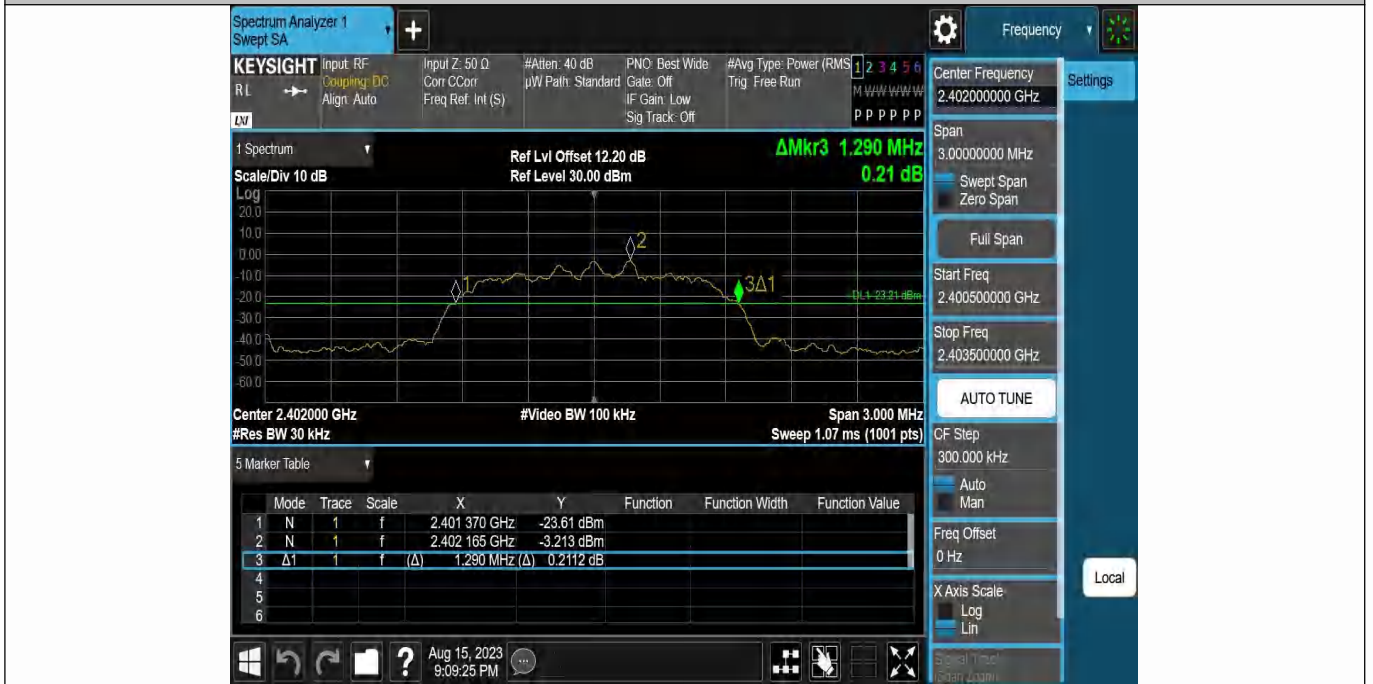 Spectrum Analyzer 1
Swept SA
+
Frequency
KEYSIGHT
RL
LXI
Input: RF
Coupling: DC
Align: Auto
Input Z: 50 Ω
Corr CCorr
Freq Ref: Int (S)
#Atten: 40 dB
µW Path: Standard
PNO: Best Wide
Gate: Off
IF Gain: Low
Sig Track: Off
#Avg Type: Power (RMS
Trig: Free Run
1 2 3 4 5 6
M W W W W W
P P P P P P
Center Frequency
2.402000000 GHz
Settings
1 Spectrum
Scale/Div 10 dB
Ref Lvl Offset 12.20 dB
Ref Level 30.00 dBm
ΔMkr3 1.290 MHz
0.21 dB
Span
3.00000000 MHz
Swept Span
Zero Span
Full Span
Log
20.0
10.0
0.00
-10.0
-20.0
-30.0
-40.0
-50.0
-60.0
1
2
3Δ1
DL1 -23.21 dBm
Start Freq
2.400500000 GHz
Stop Freq
2.403500000 GHz
AUTO TUNE
Center 2.402000 GHz
#Video BW 100 kHz
Span 3.000 MHz
#Res BW 30 kHz
Sweep 1.07 ms (1001 pts)
CF Step
300.000 kHz
Auto
Man
5 Marker Table
Mode Trace Scale X Y Function Function Width Function Value
1 N 1 f 2.401 370 GHz -23.61 dBm
2 N 1 f 2.402 165 GHz -3.213 dBm
3 Δ1 1 f (Δ) 1.290 MHz (Δ) 0.2112 dB
4
5
6
Freq Offset
0 Hz
Local
X Axis Scale
Log
Lin
Signal Track
(Span Zoom)
?
Aug 15, 2023
9:09:25 PM